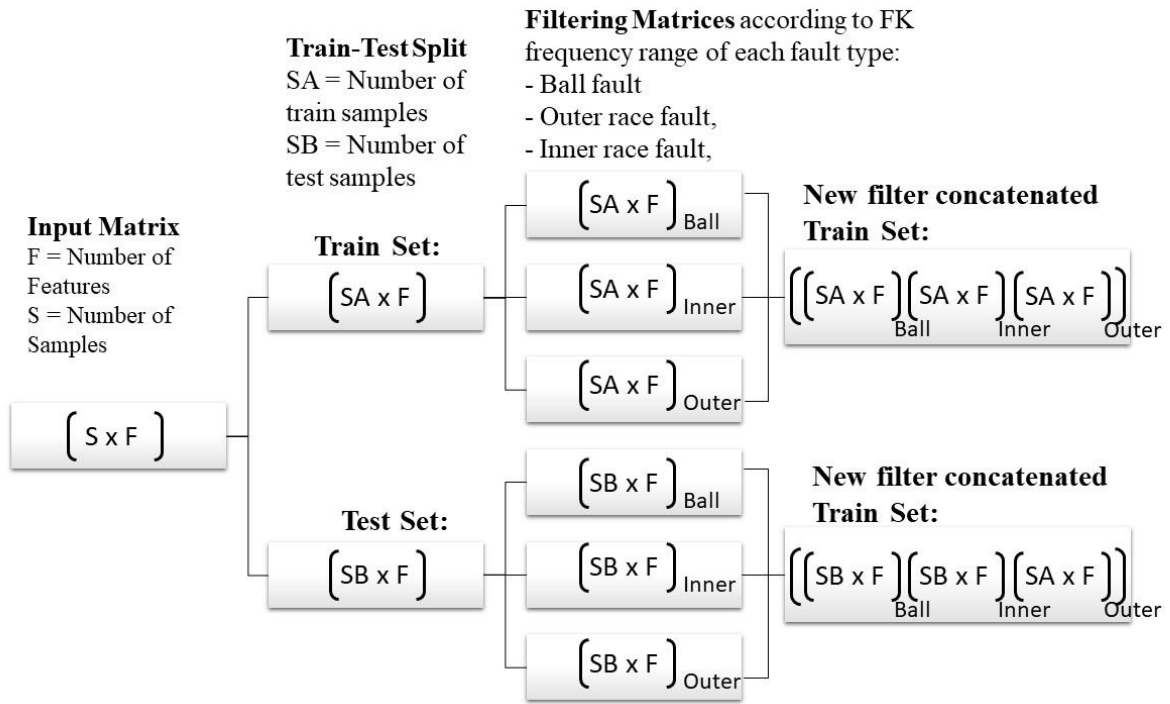 Filtering Matrices according to FK
frequency range of each fault type:
- Ball fault
- Outer race fault,
- Inner race fault,
Train-Test Split
SA = Number of
train samples
SB = Number of
test samples
Input Matrix
F = Number of
Features
S = Number of
Samples
(S x F )
Train Set:
(SA x F)
(SA x F) Ball
(SA x F) Inner
(SA x F) Outer
New filter concatenated
Train Set:
((SA x F) Ball (SA x F) Inner (SA x F)) Outer
Test Set:
(SB x F)
(SB x F) Ball
(SB x F) Inner
(SB x F) Outer
New filter concatenated
Train Set:
((SB x F) Ball (SB x F) Inner (SA x F)) Outer